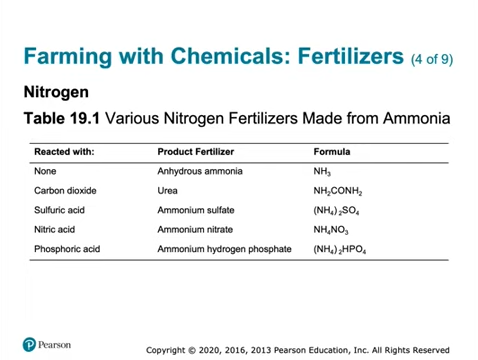 Farming with Chemicals: Fertilizers (4 of 9)
Nitrogen
Table 19.1 Various Nitrogen Fertilizers Made from Ammonia
Reacted with: Product Fertilizer Formula
None Anhydrous ammonia NH₃
Carbon dioxide Urea NH₂CONH₂
Sulfuric acid Ammonium sulfate (NH₄)₂SO₄
Nitric acid Ammonium nitrate NH₄NO₃
Phosphoric acid Ammonium hydrogen phosphate (NH₄)₂HPO₄
Pearson
Copyright © 2020, 2016, 2013 Pearson Education, Inc. All Rights Reserved